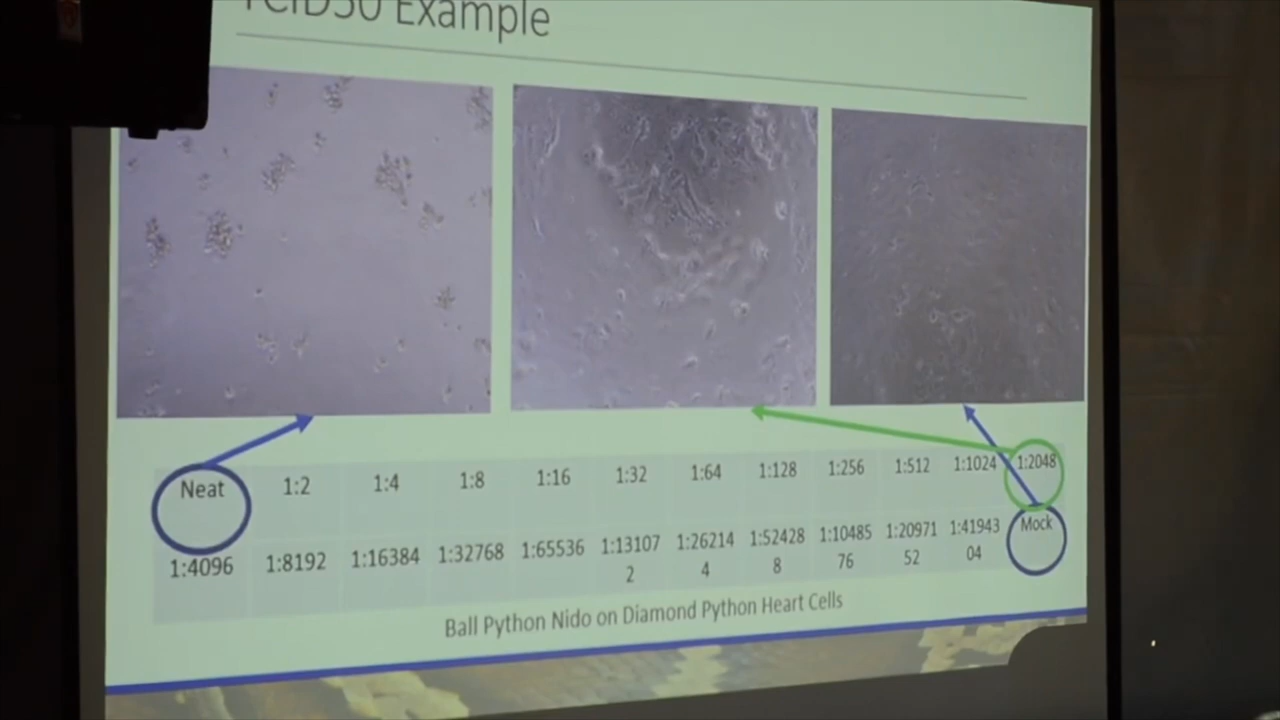 TCID50 Example
Neat 1:2 1:4 1:8 1:16 1:32 1:64 1:128 1:256 1:512 1:1024 1:2048
1:4096 1:8192 1:16384 1:32768 1:65536 1:13107 1:26214 1:52428 1:10485 1:20971 1:41943 Mock
2 4 8 76 52 04
Ball Python Nido on Diamond Python Heart Cells